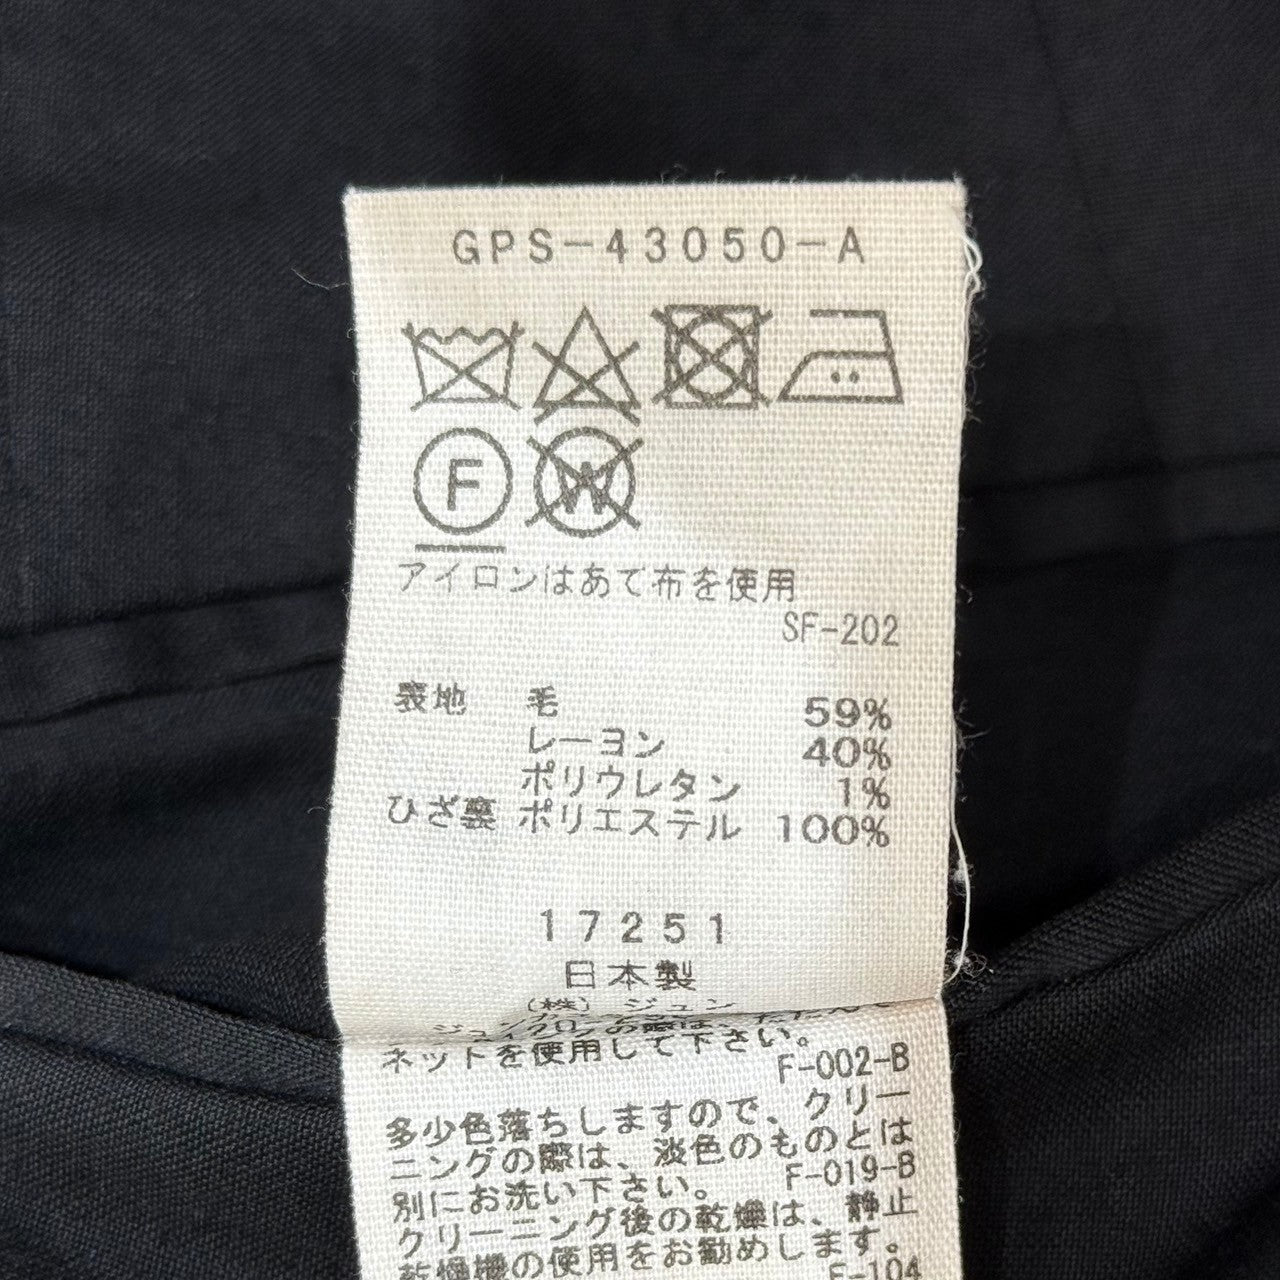 GPS-43050-A
F W
アイロンはあて布を使用
SF-202
表地 毛 59%
レーヨン 40%
ポリウレタン 1%
ひざ裏 ポリエステル 100%
17251
日本製
(株)ジュン
ネットを使用して下さい。
F-002-B
多少色落ちしますので、クリー
ニングの際は、淡色のものとは
別にお洗い下さい。
F-019-B
クリーニング後の乾燥は、静止
乾燥機の使用をお勧めします。
F-104